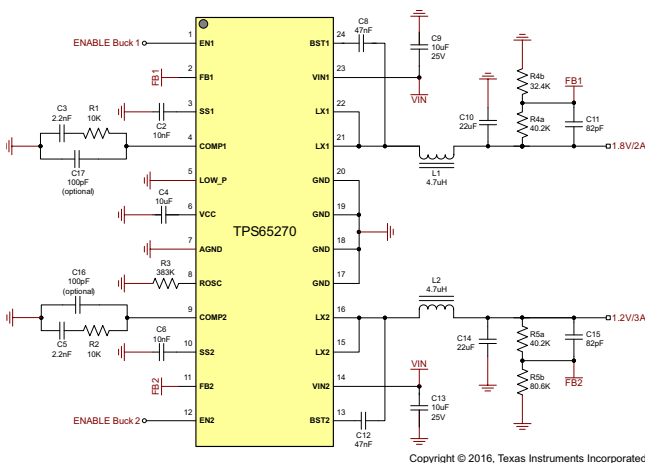 ENABLE Buck 1
1
EN1
FB1
2
FB1
3
SS1
C2
10nF
C3
2.2nF
R1
10K
C17
100pF
(optional)
4
COMP1
5
LOW_P
C4
10uF
6
VCC
7
AGND
R3
383K
8
ROSC
C16
100pF
(optional)
C5
2.2nF
R2
10K
9
COMP2
C6
10nF
10
SS2
FB2
11
FB2
ENABLE Buck 2
12
EN2
TPS65270
BST1
24
C8
47nF
VIN1
23
C9
10uF
25V
VIN
LX1
22
LX1
21
L1
4.7uH
C10
22uF
R4b
32.4K
FB1
R4a
40.2K
C11
82pF
1.8V/2A
GND
20
GND
19
GND
18
GND
17
LX2
16
L2
4.7uH
1.2V/3A
LX2
15
C14
22uF
R5a
40.2K
C15
82pF
R5b
80.6K
FB2
VIN
VIN2
14
C13
10uF
25V
BST2
13
C12
47nF
Copyright © 2016, Texas Instruments Incorporated